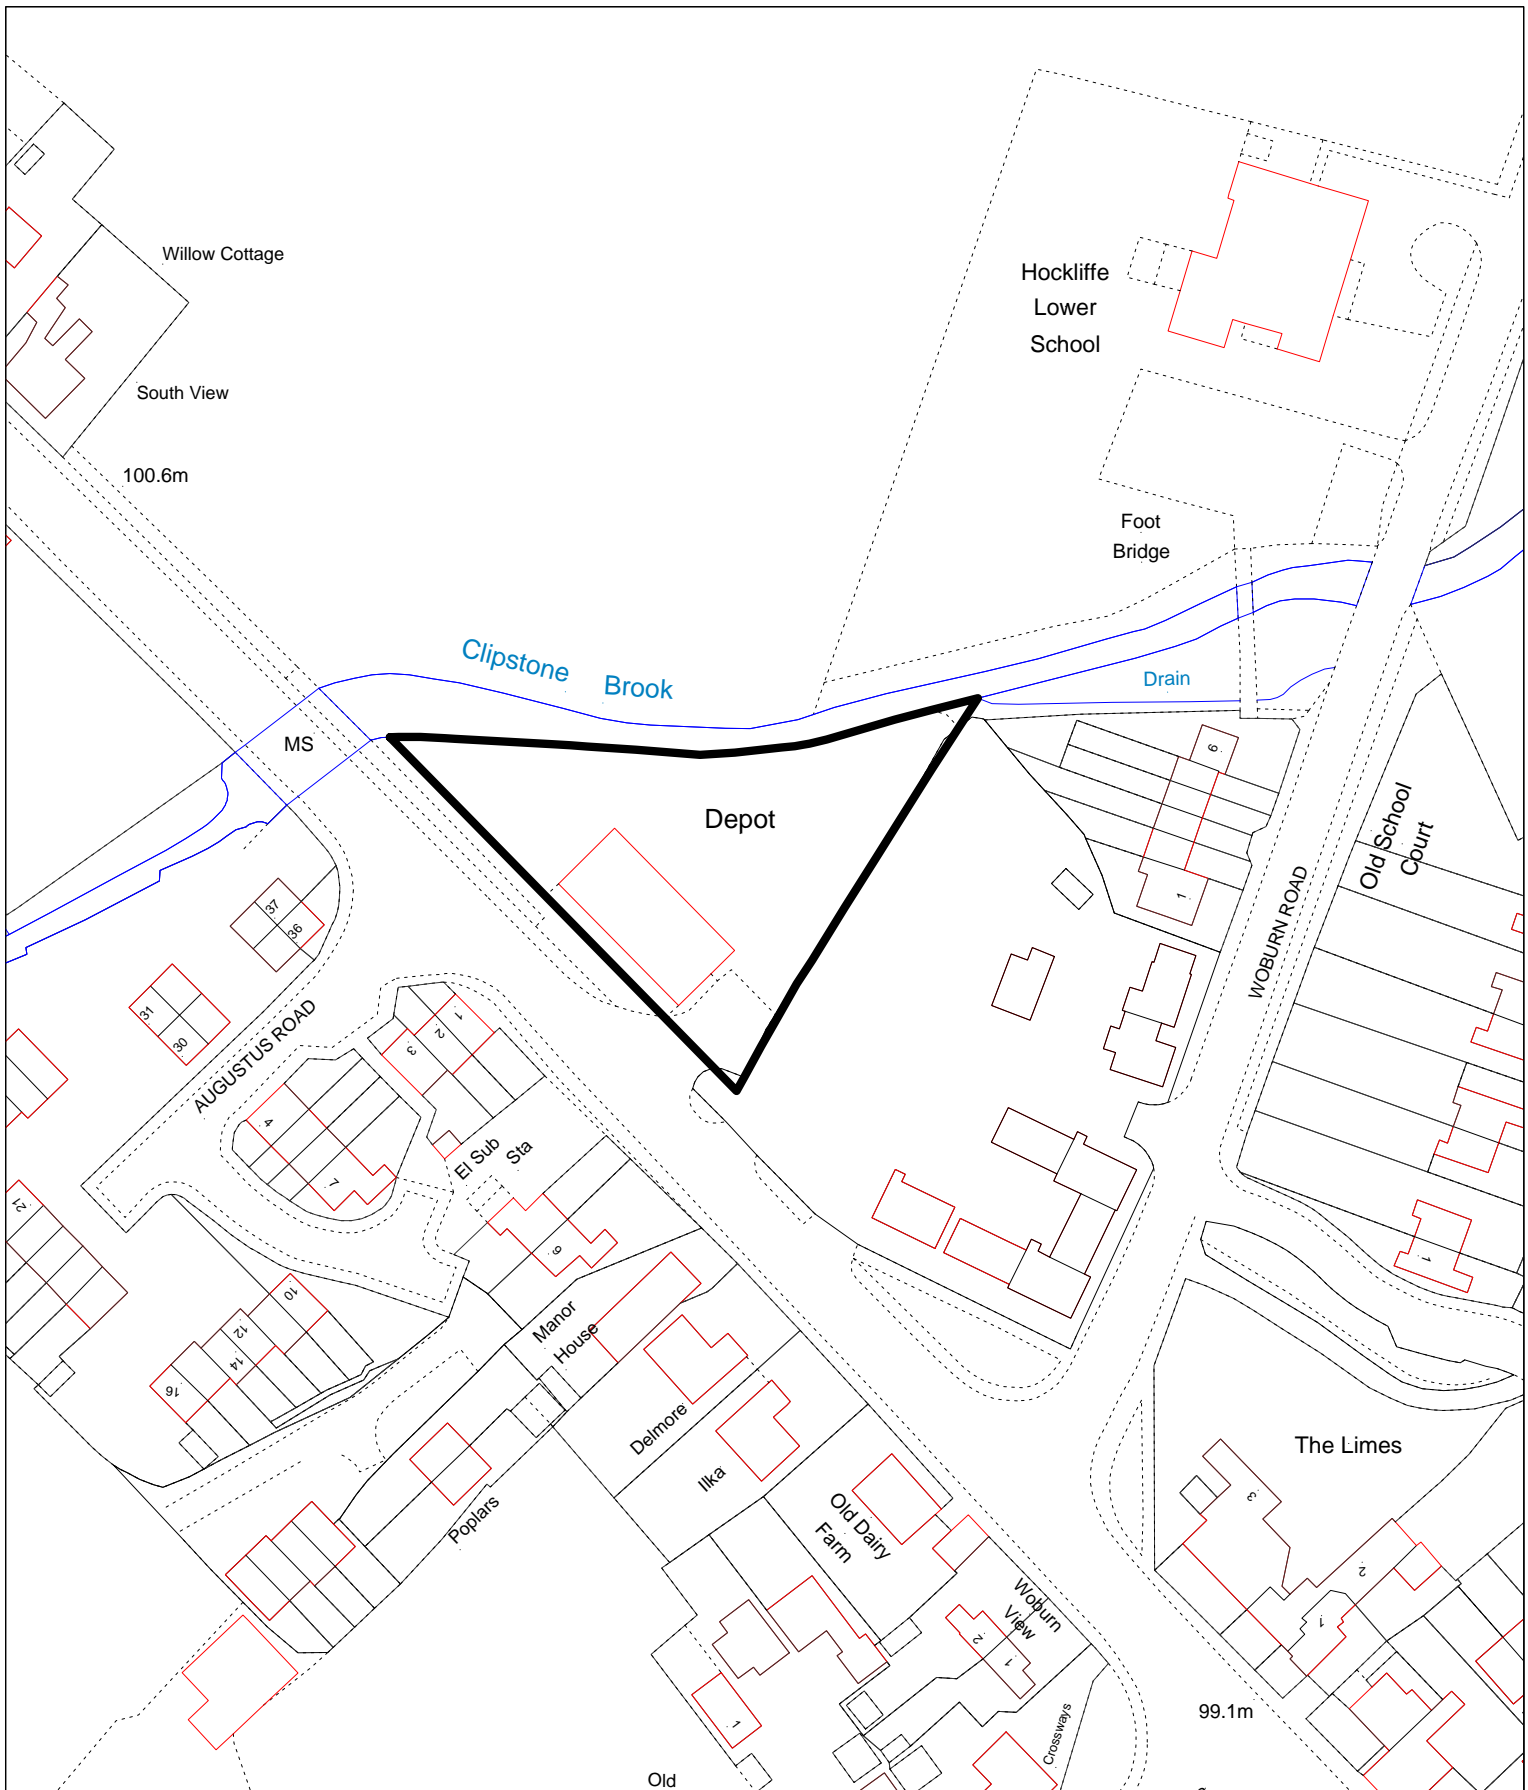 Willow Cottage
South View
100.6m
Hockliffe
Lower
School
Foot
Bridge
Clipstone Brook
Drain
MS
Depot
6
1
Old School
Court
WOBURN ROAD
37
36
31
30
AUGUSTUS ROAD
1
2
3
4
7
El Sub
Sta
21
9
10
12
14
16
1
Manor
House
Delmore
Ilka
Poplars
Old Dairy
Farm
The Limes
3
2
1
Woburn
View
2
1
1
Crossways
99.1m
Old